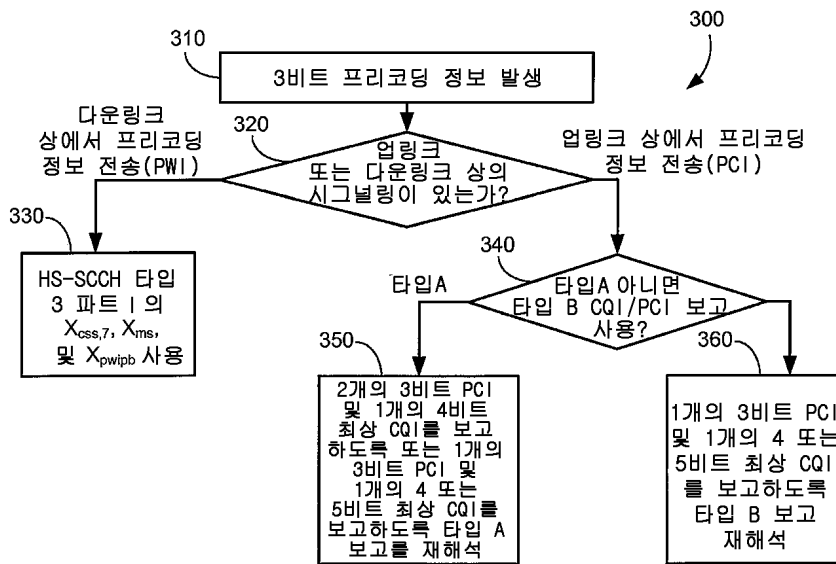 300
310
3비트 프리코딩 정보 발생
다운링크
상에서 프리코딩
정보 전송(PWI)
320
업링크
또는 다운링크 상의
시그널링이 있는가?
업링크 상에서 프리코딩
정보 전송(PCI)
330
HS-SCCH 타입
3 파트 I 의
Xcss,7, Xms,
및 Xpwipb 사용
340
타입A 아니면
타입 B CQI/PCI 보고
사용?
타입A
350
2개의 3비트 PCI
및 1개의 4비트
최상 CQI를 보고
하도록 또는 1개의
3비트 PCI 및
1개의 4 또는
5비트 최상 CQI를
보고하도록 타입 A
보고를 재해석
360
1개의 3비트 PCI
및 1개의 4 또는
5비트 최상 CQI
를 보고하도록
타입 B 보고
재해석